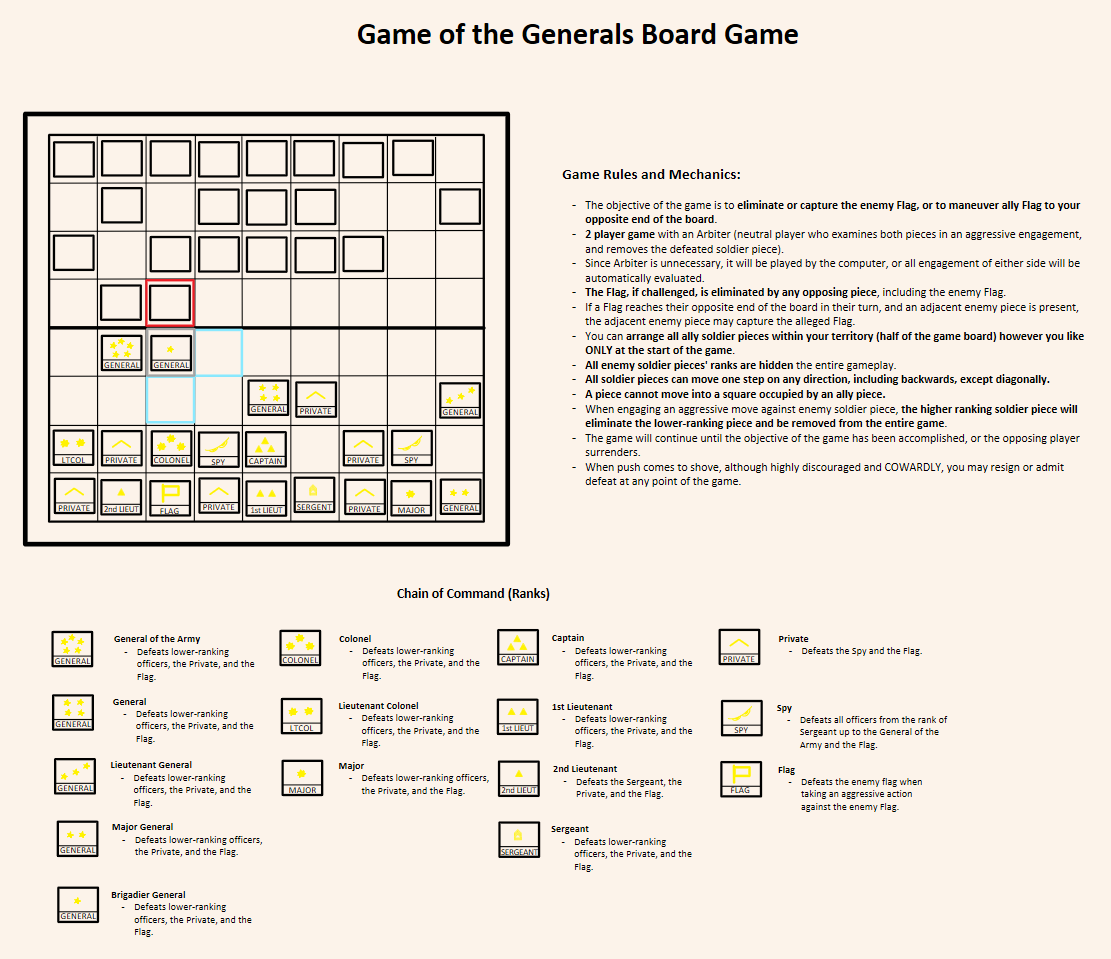 Game of the Generals Board Game
GENERAL GENERAL
GENERAL PRIVATE GENERAL
LTCOL PRIVATE COLONEL SPY CAPTAIN PRIVATE SPY
PRIVATE 2nd LIEUT FLAG PRIVATE 1st LIEUT SERGENT PRIVATE MAJOR GENERAL
Game Rules and Mechanics:
- The objective of the game is to eliminate or capture the enemy Flag, or to maneuver ally Flag to your
opposite end of the board.
- 2 player game with an Arbiter (neutral player who examines both pieces in an aggressive engagement,
and removes the defeated soldier piece).
- Since Arbiter is unnecessary, it will be played by the computer, or all engagement of either side will be
automatically evaluated.
- The Flag, if challenged, is eliminated by any opposing piece, including the enemy Flag.
- If a Flag reaches their opposite end of the board in their turn, and an adjacent enemy piece is present,
the adjacent enemy piece may capture the alleged Flag.
- You can arrange all ally soldier pieces within your territory (half of the game board) however you like
ONLY at the start of the game.
- All enemy soldier pieces' ranks are hidden the entire gameplay.
- All soldier pieces can move one step on any direction, including backwards, except diagonally.
- A piece cannot move into a square occupied by an ally piece.
- When engaging an aggressive move against enemy soldier piece, the higher ranking soldier piece will
eliminate the lower-ranking piece and be removed from the entire game.
- The game will continue until the objective of the game has been accomplished, or the opposing player
surrenders.
- When push comes to shove, although highly discouraged and COWARDLY, you may resign or admit
defeat at any point of the game.
Chain of Command (Ranks)
GENERAL
General of the Army
- Defeats lower-ranking
officers, the Private, and the
Flag.
GENERAL
General
- Defeats lower-ranking
officers, the Private, and the
Flag.
GENERAL
Lieutenant General
- Defeats lower-ranking
officers, the Private, and the
Flag.
GENERAL
Major General
- Defeats lower-ranking officers,
the Private, and the Flag.
GENERAL
Brigadier General
- Defeats lower-ranking
officers, the Private, and the
Flag.
COLONEL
Colonel
- Defeats lower-ranking
officers, the Private, and the
Flag.
LTCOL
Lieutenant Colonel
- Defeats lower-ranking
officers, the Private, and the
Flag.
MAJOR
Major
- Defeats lower-ranking officers,
the Private, and the Flag.
CAPTAIN
Captain
- Defeats lower-ranking
officers, the Private, and the
Flag.
1st LIEUT
1st Lieutenant
- Defeats lower-ranking
officers, the Private, and the
Flag.
2nd LIEUT
2nd Lieutenant
- Defeats the Sergeant, the
Private, and the Flag.
SERGEANT
Sergeant
- Defeats lower-ranking
officers, the Private, and the
Flag.
PRIVATE
Private
- Defeats the Spy and the Flag.
SPY
Spy
- Defeats all officers from the rank of
Sergeant up to the General of the
Army and the Flag.
FLAG
Flag
- Defeats the enemy flag when
taking an aggressive action
against the enemy Flag.